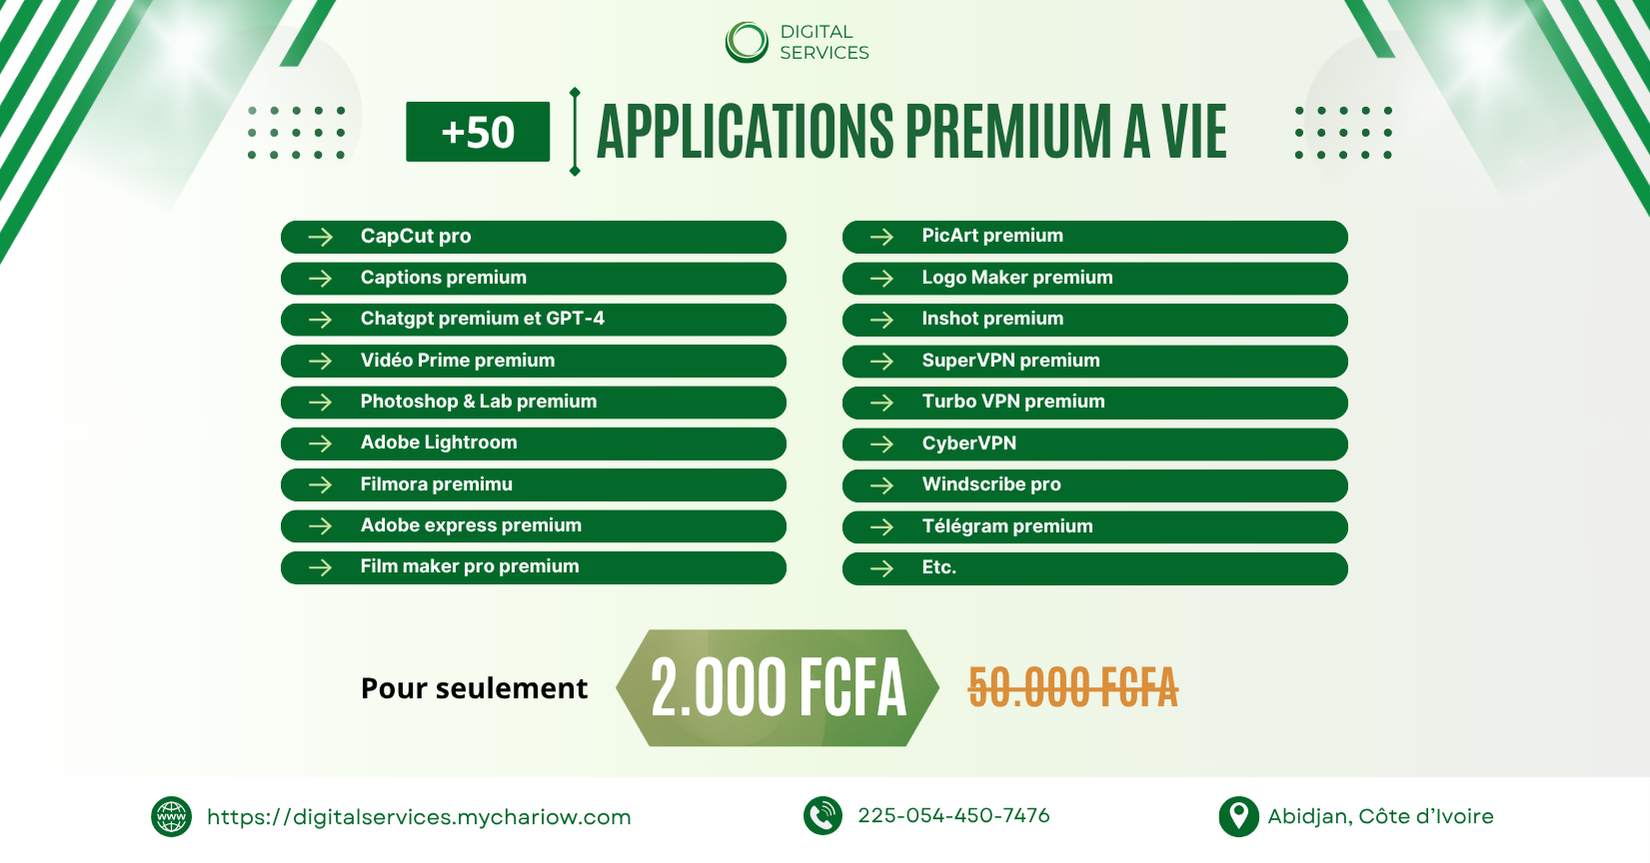 DIGITAL
SERVICES
+50
APPLICATIONS PREMIUM A VIE
CapCut pro
Captions premium
Chatgpt premium et GPT-4
Vidéo Prime premium
Photoshop & Lab premium
Adobe Lightroom
Filmora premimu
Adobe express premium
Film maker pro premium
PicArt premium
Logo Maker premium
Inshot premium
SuperVPN premium
Turbo VPN premium
CyberVPN
Windscribe pro
Télégram premium
Etc.
Pour seulement
2.000 FCFA
50.000 FCFA
www
https://digitalservices.mychariow.com
225-054-450-7476
Abidjan, Côte d'Ivoire